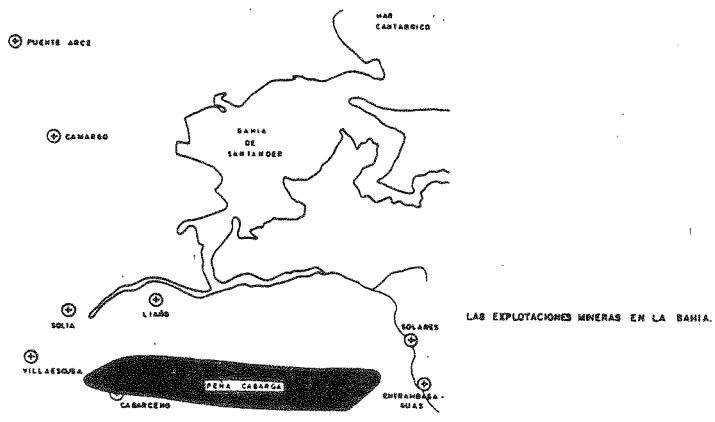 MAR
CANTABRICO
PUENTE ARCE
CAMARGO
BAHIA
DE
SANTANDER
SOLIA
LIAÑO
LAS EXPLOTACIONES MINERAS EN LA BAHIA.
SOLARES
VILLAESCUSA
PEÑA CABARGA
CABARCENO
ENTRAMBASA-
GUAS